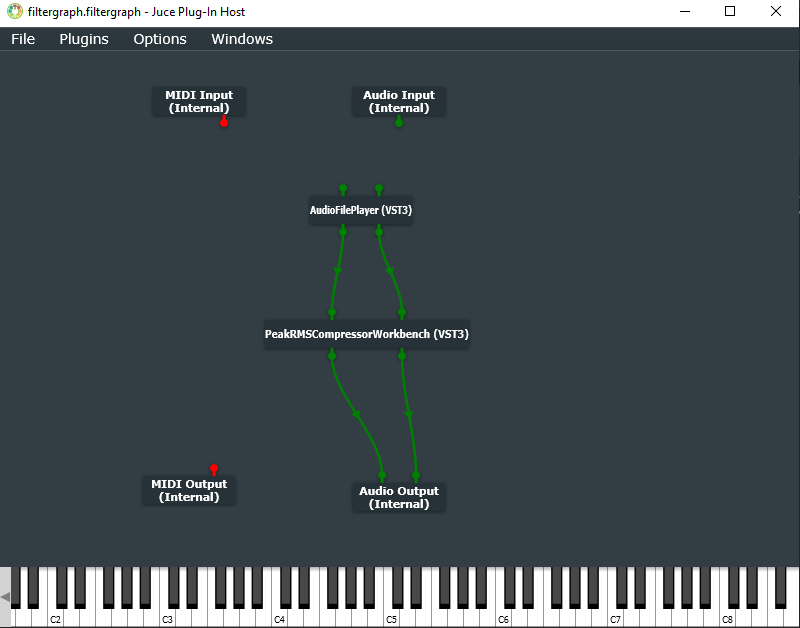 filtergraph.filtergraph - Juce Plug-In Host
File Plugins Options Windows
MIDI Input
(Internal)
Audio Input
(Internal)
AudioFilePlayer (VST3)
PeakRMSCompressorWorkbench (VST3)
MIDI Output
(Internal)
Audio Output
(Internal)
C2 C3 C4 C5 C6 C7 C8